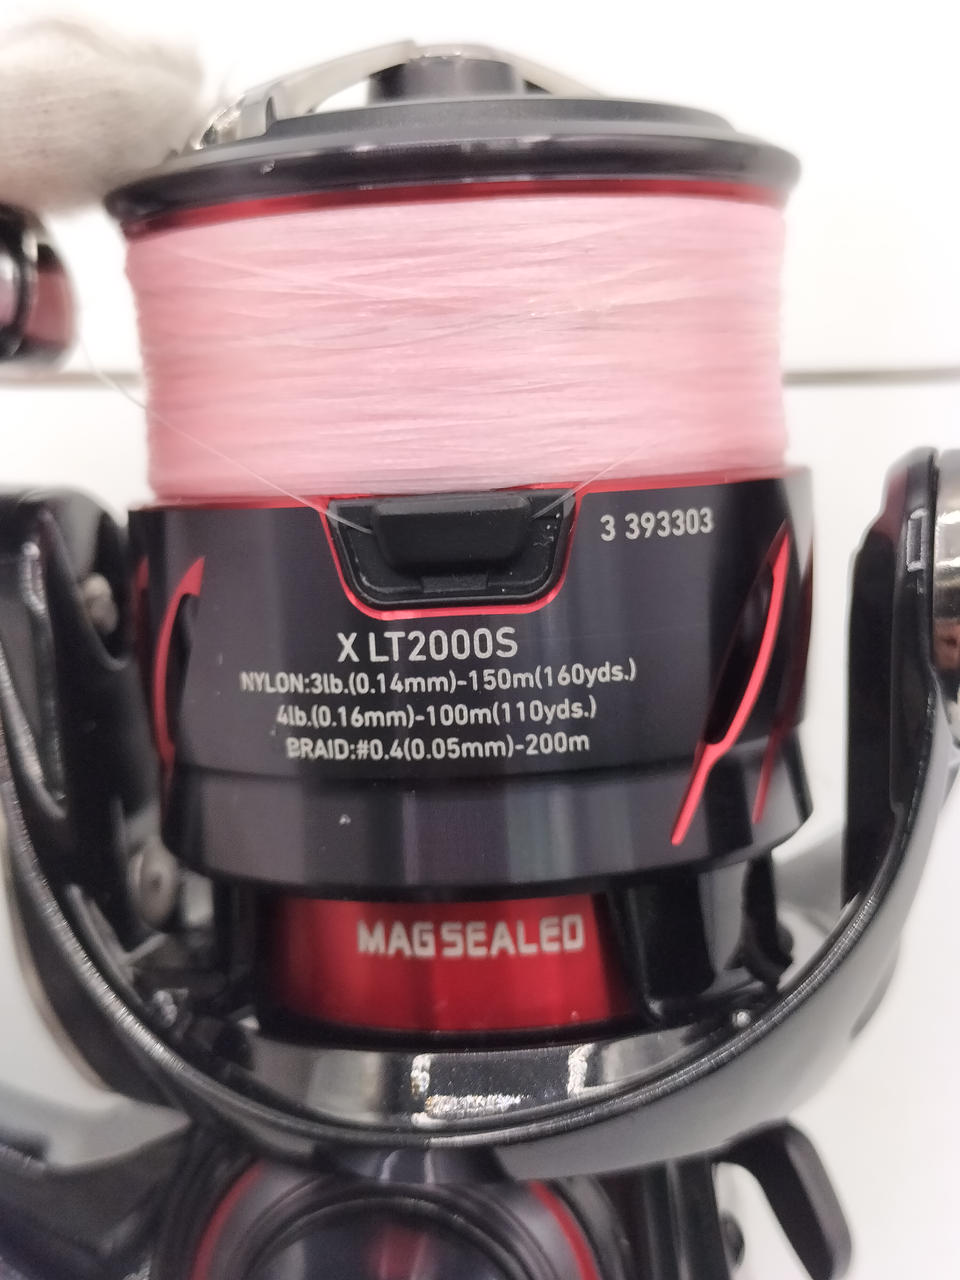 3 393303
X LT2000S
NYLON:3lb.(0.14mm)-150m(160yds.)
4lb.(0.16mm)-100m(110yds.)
BRAID:#0.4(0.05mm)-200m
MAGSEALED